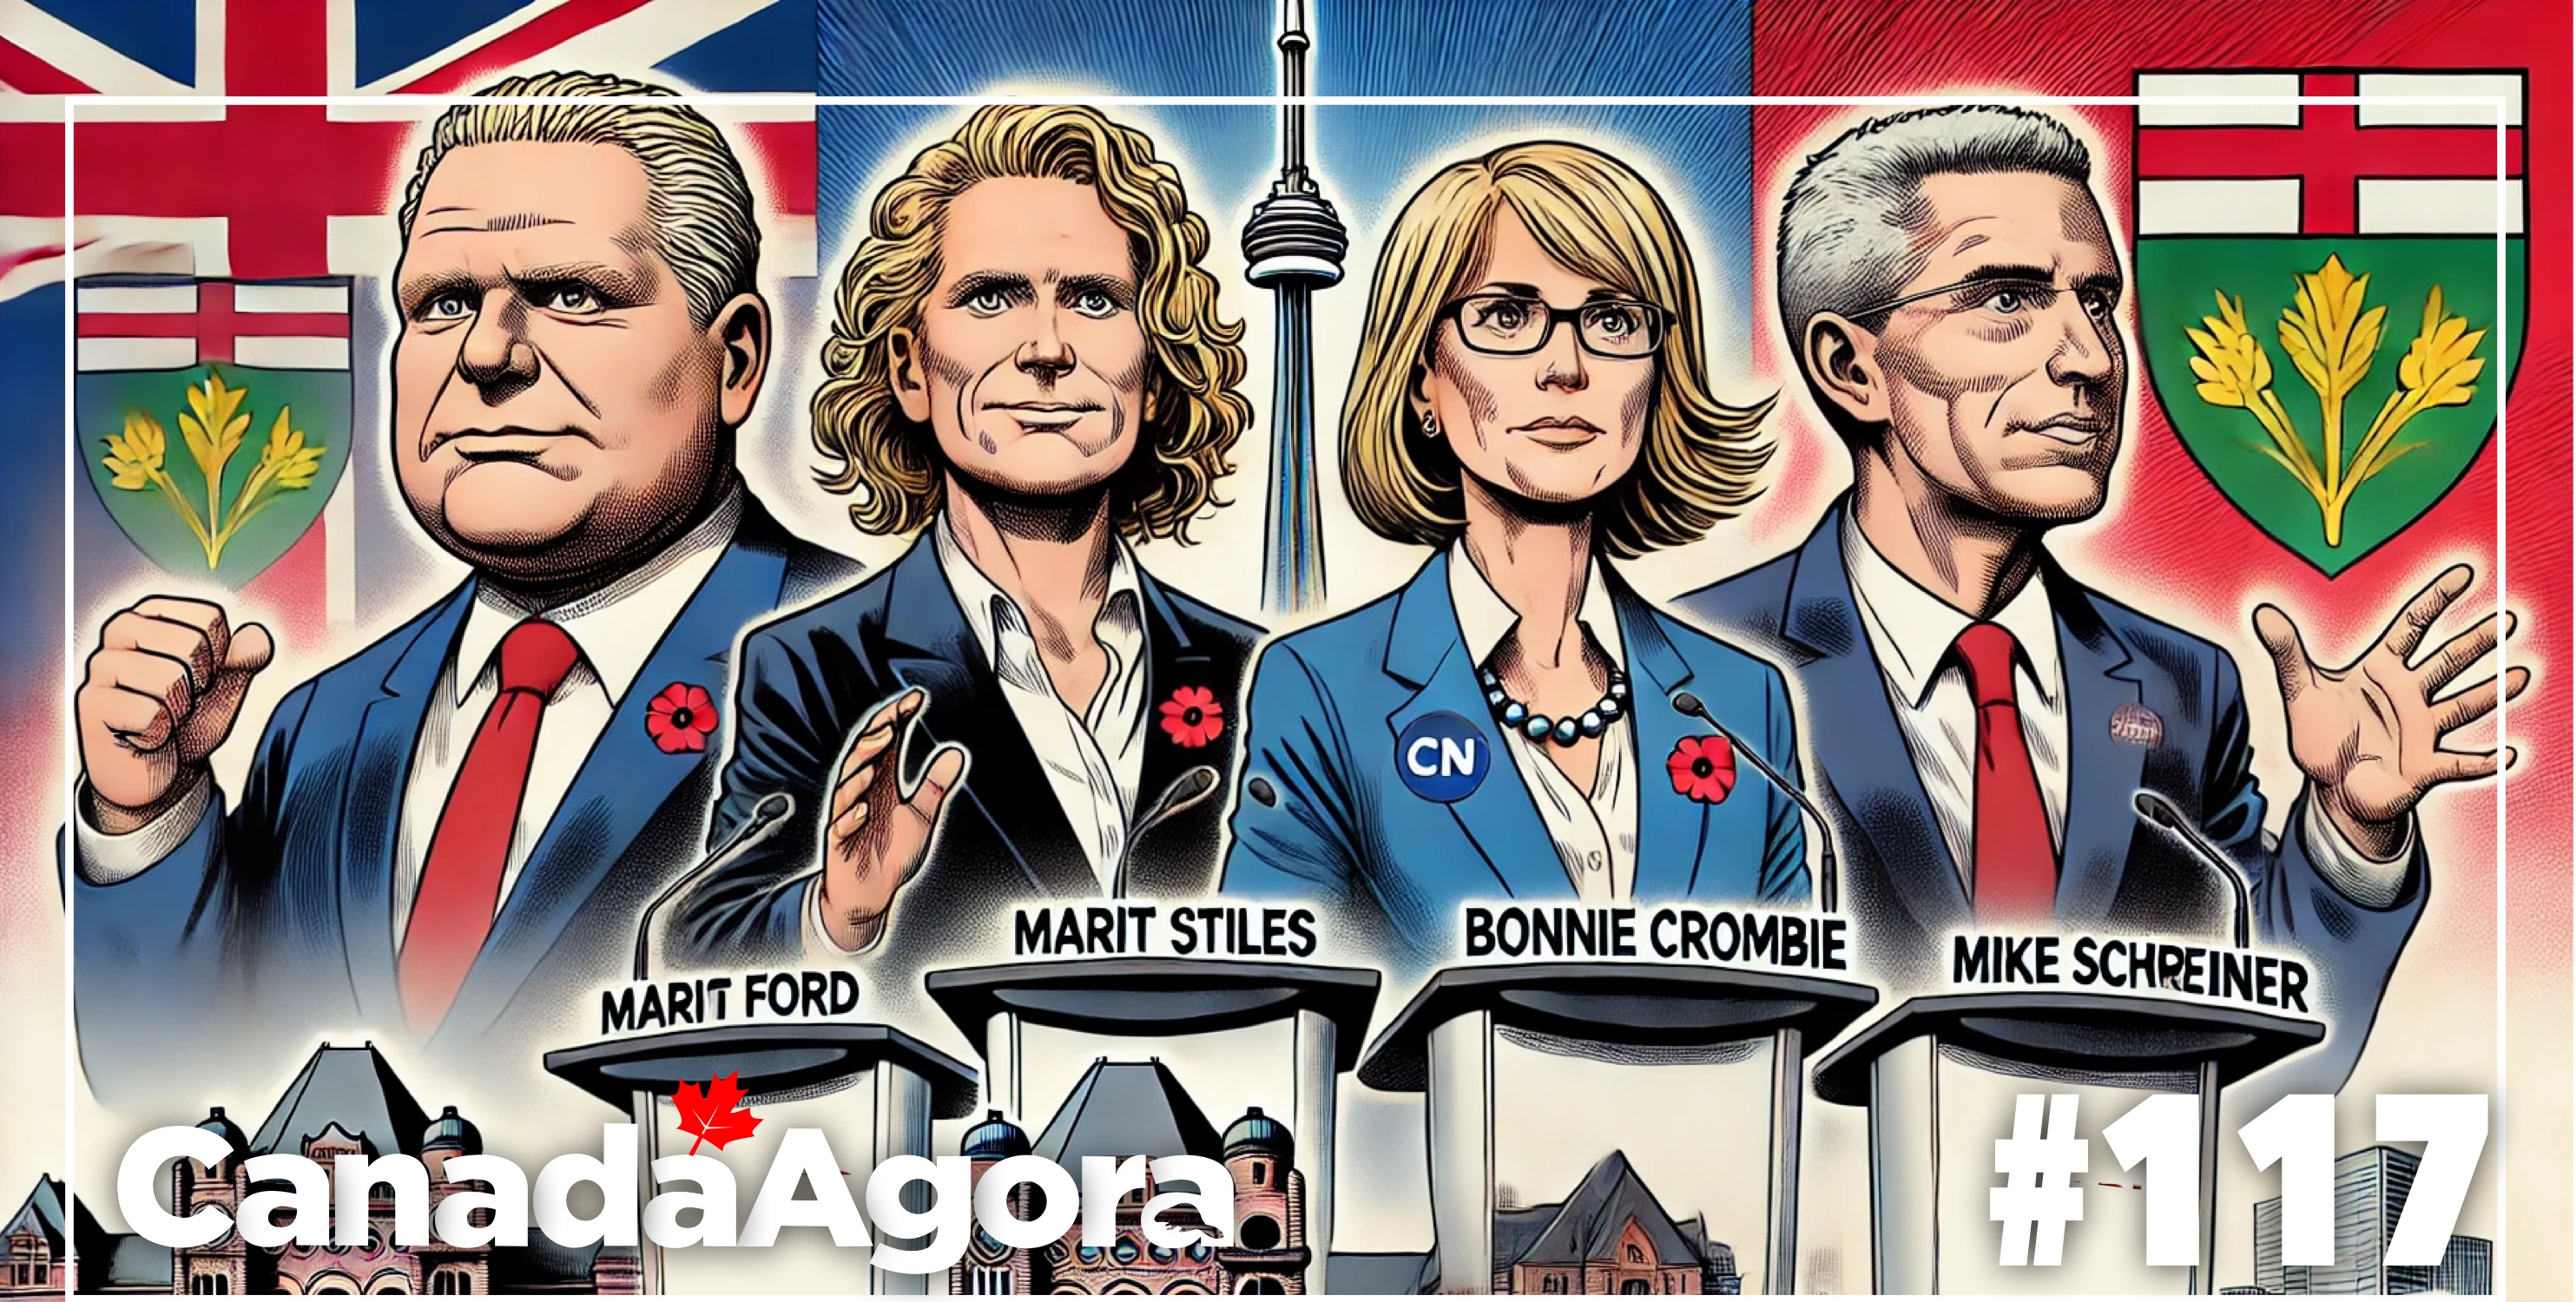 CN
MARIT STILES
BONNIE CROMBIE
MARIT FORD
MIKE SCHREINER
CanadaAgora
#117